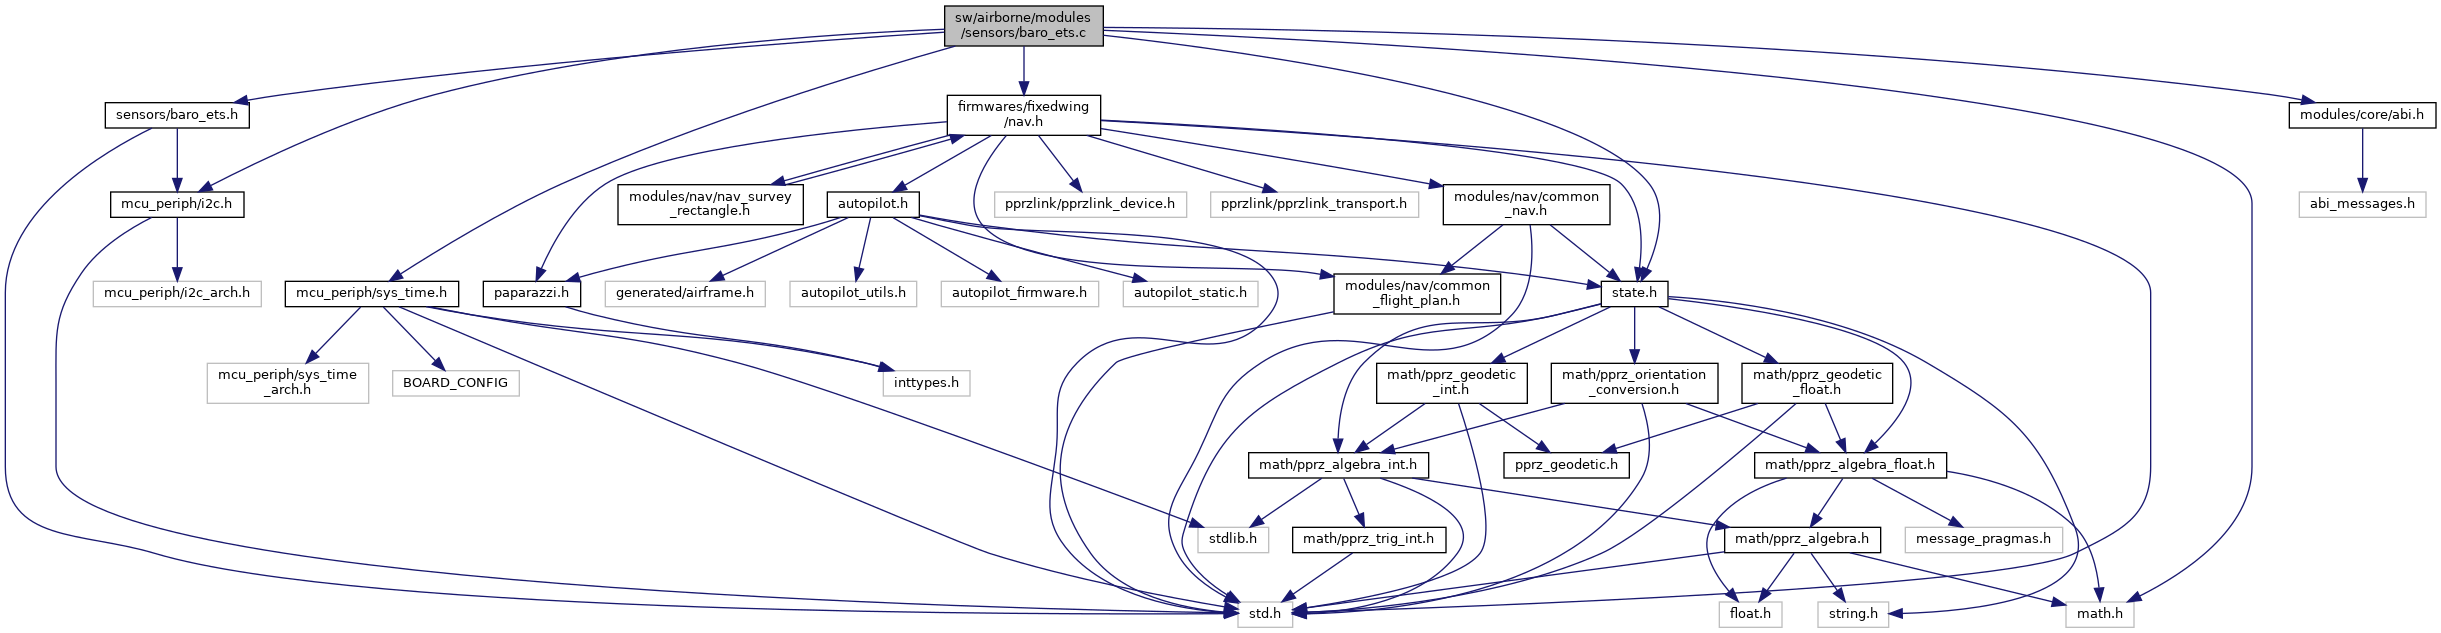 sw/airborne/modules
/sensors/baro_ets.c
sensors/baro_ets.h
firmwares/fixedwing
/nav.h
modules/core/abi.h
mcu_periph/i2c.h
modules/nav/nav_survey
_rectangle.h
autopilot.h
pprzlink/pprzlink_device.h
pprzlink/pprzlink_transport.h
modules/nav/common
_nav.h
abi_messages.h
mcu_periph/i2c_arch.h
mcu_periph/sys_time.h
paparazzi.h
generated/airframe.h
autopilot_utils.h
autopilot_firmware.h
autopilot_static.h
modules/nav/common
_flight_plan.h
state.h
mcu_periph/sys_time
_arch.h
BOARD_CONFIG
inttypes.h
math/pprz_geodetic
_int.h
math/pprz_orientation
_conversion.h
math/pprz_geodetic
_float.h
math/pprz_algebra_int.h
pprz_geodetic.h
math/pprz_algebra_float.h
stdlib.h
math/pprz_trig_int.h
math/pprz_algebra.h
message_pragmas.h
std.h
float.h
string.h
math.h